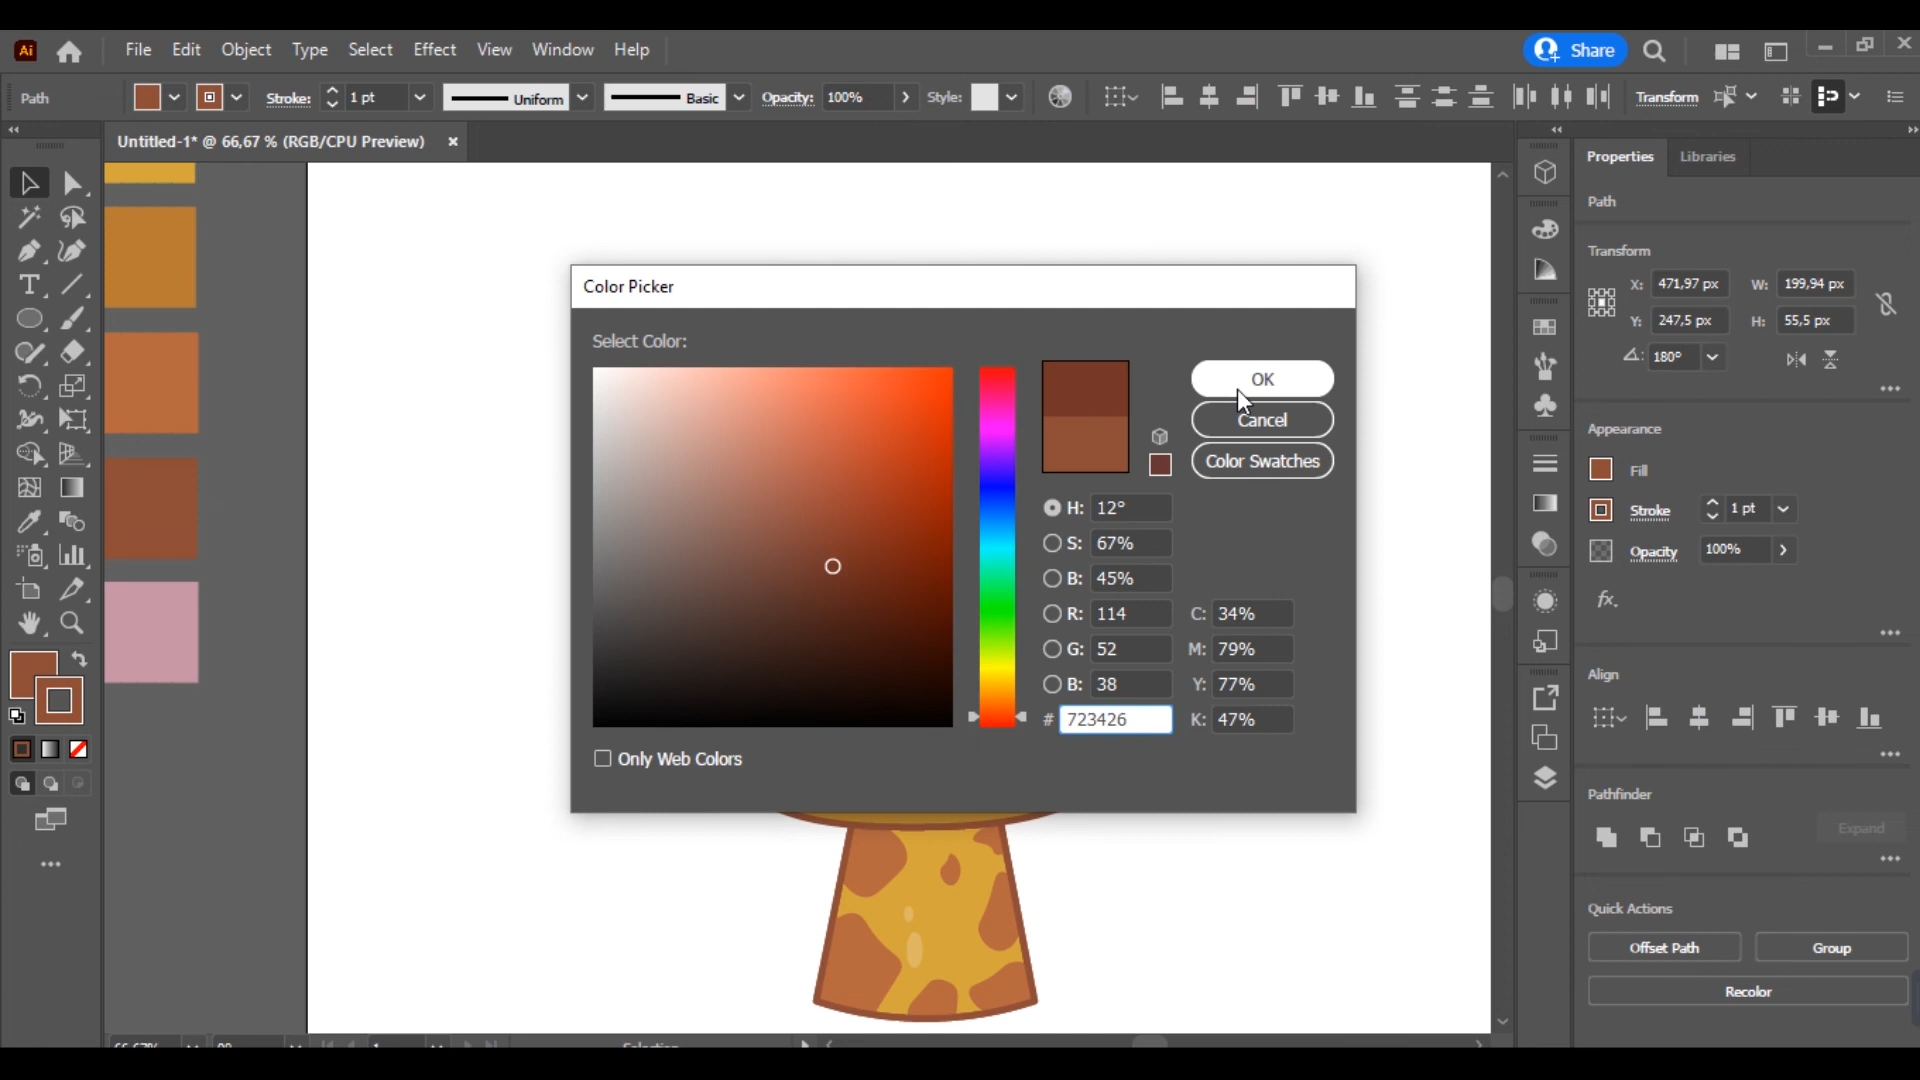 Ai File Edit Object Type Select Effect View Window Help Share
Path Stroke: 1 pt Uniform Basic Opacity: 100% Style: Transform
Untitled-1* @ 66,67 % (RGB/CPU Preview)
Properties Libraries
Path
Transform
X: 471,97 px W: 199,94 px
Y: 247,5 px H: 55,5 px
180°
Appearance
Fill
Stroke 1 pt
Opacity 100%
fx.
Align
Pathfinder
Expand
Quick Actions
Offset Path Group
Recolor
Color Picker
Select Color:
OK
Cancel
Color Swatches
H: 12°
S: 67%
B: 45%
R: 114 C: 34%
G: 52 M: 79%
B: 38 Y: 77%
# 723426 K: 47%
Only Web Colors